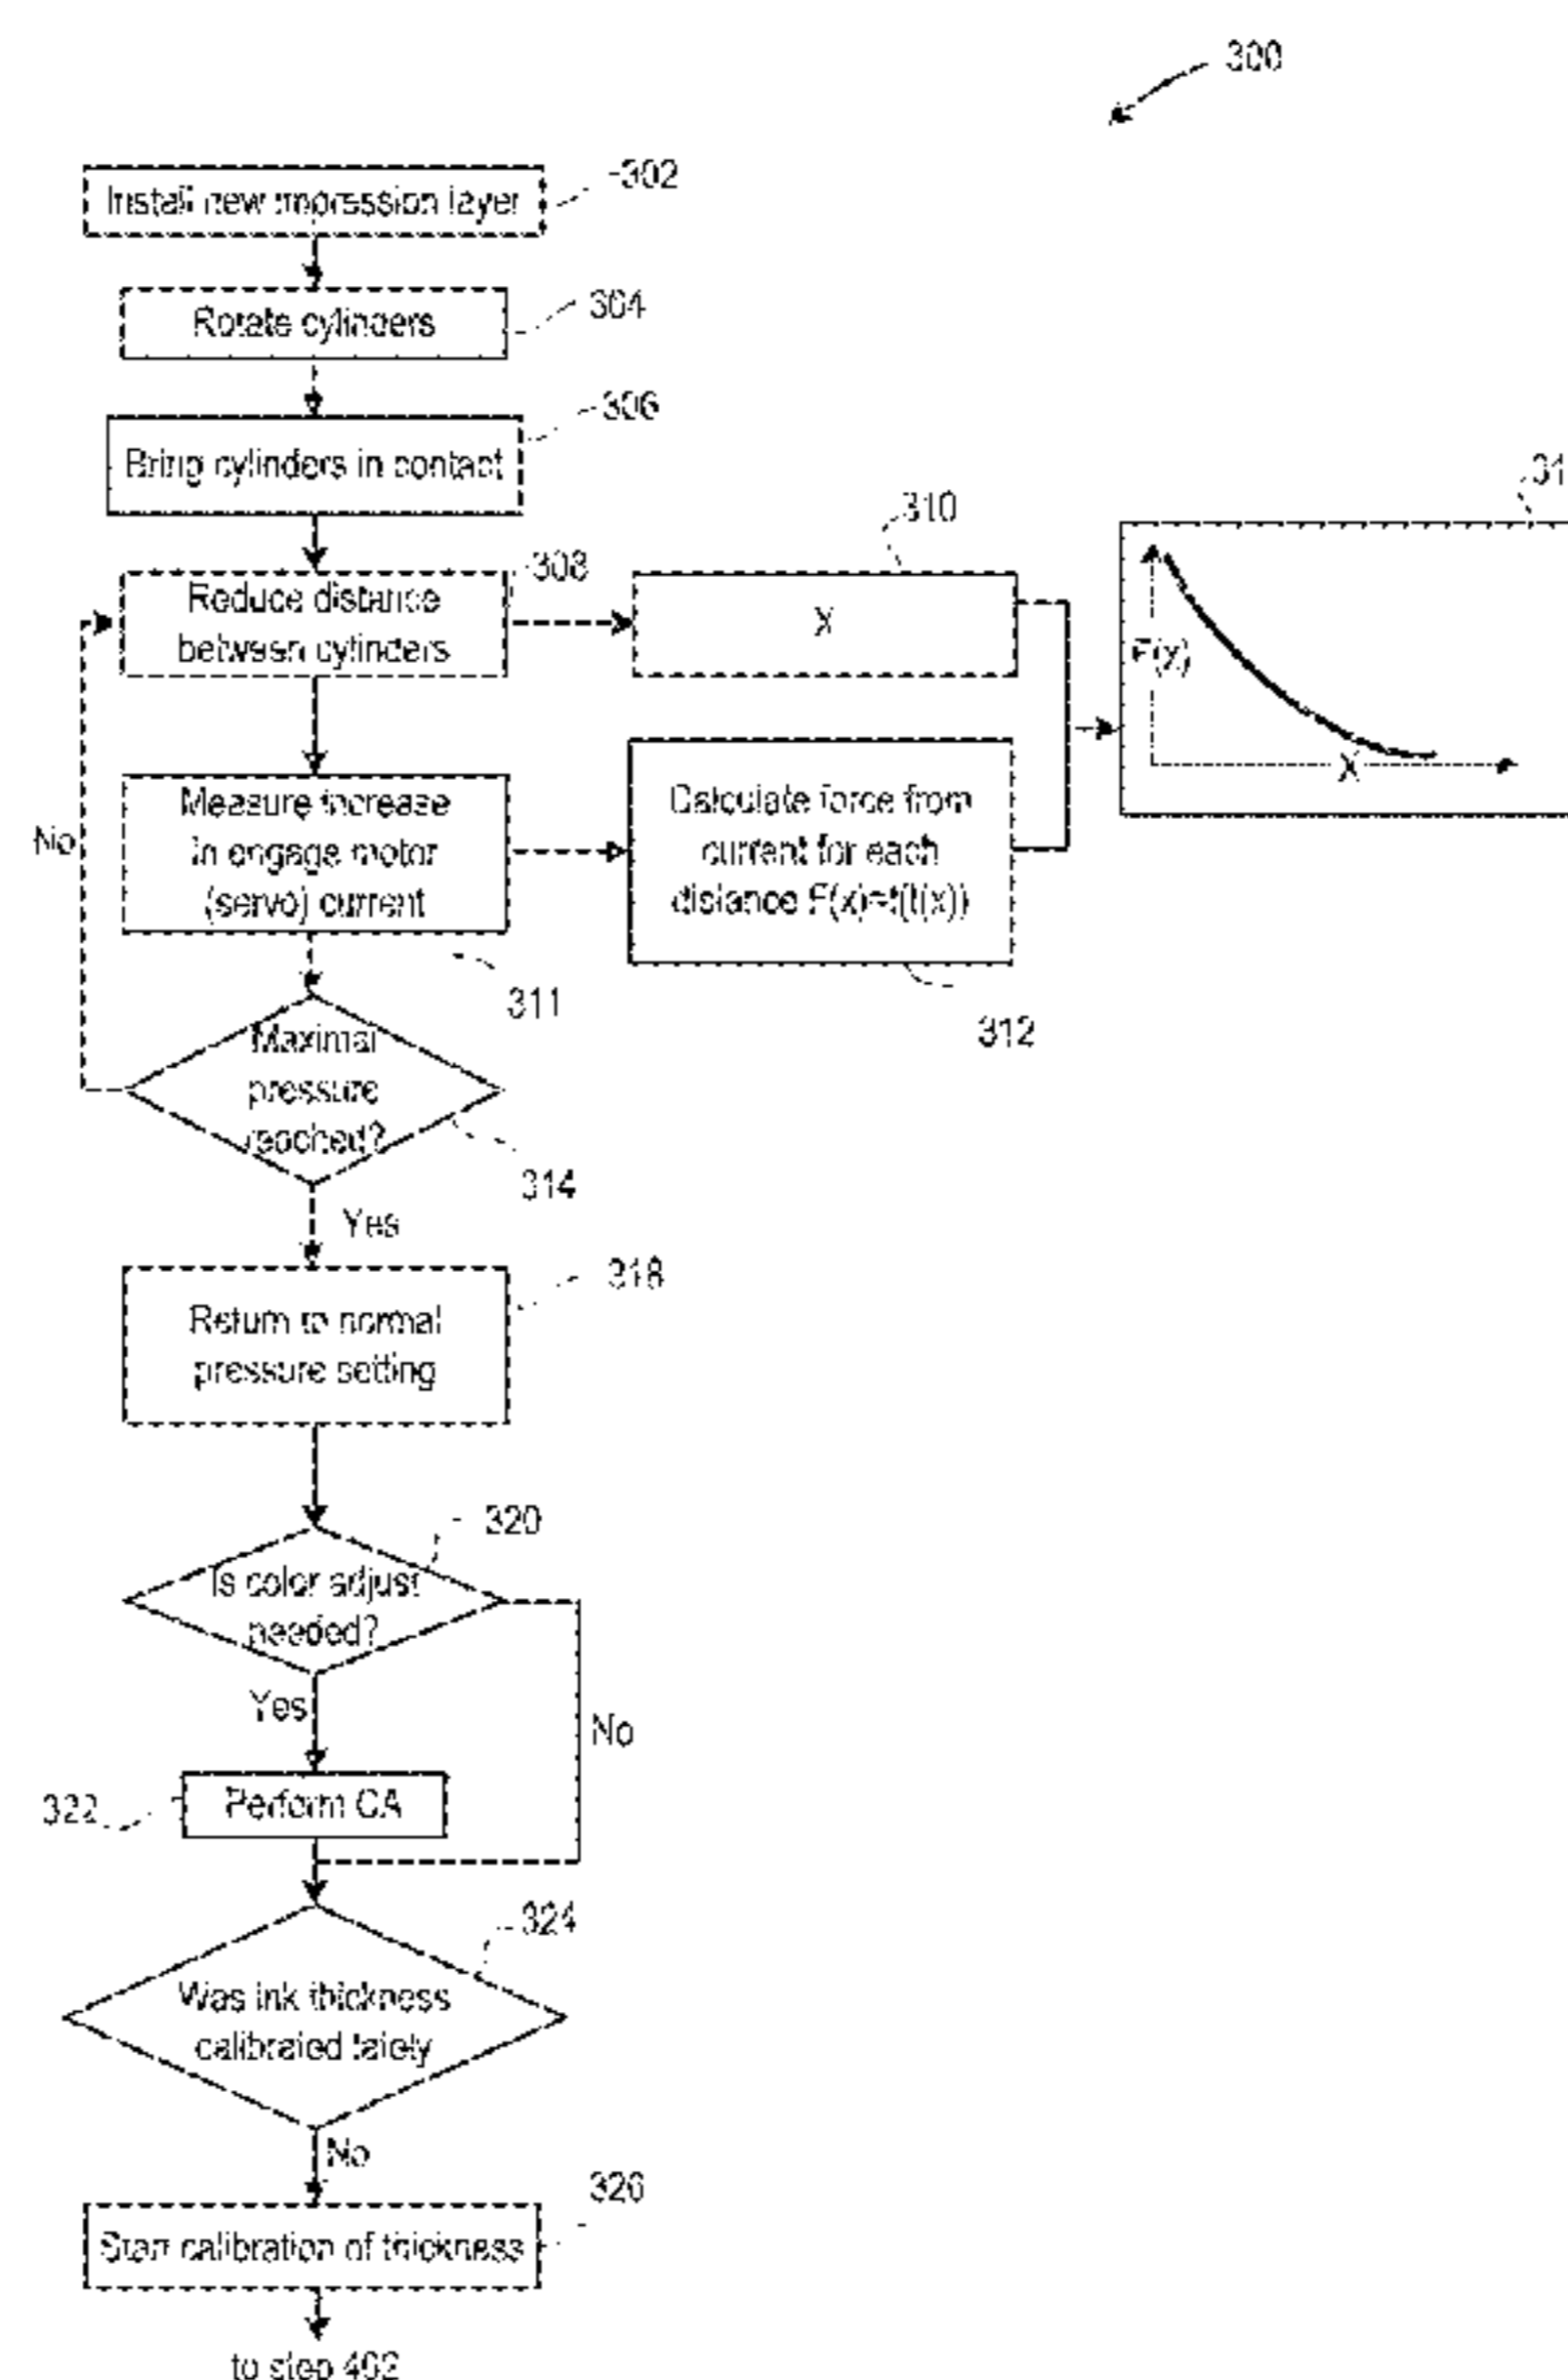 300
Install new impression layer
302
Rotate cylinders
304
Bring cylinders in contact
306
Reduce distance
between cylinders
308
X
310
31
F(x)
X
Measure increase
in engage motor
(servo) current
311
Calculate force from
current for each
distance F(x)=f(I(x))
312
No
Maximal
pressure
reached?
314
Yes
Return to normal
pressure setting
318
Is color adjust
needed?
320
Yes
No
Perform CA
322
Was ink thickness
calibrated lately
324
No
Start calibration of thickness
326
to step 402